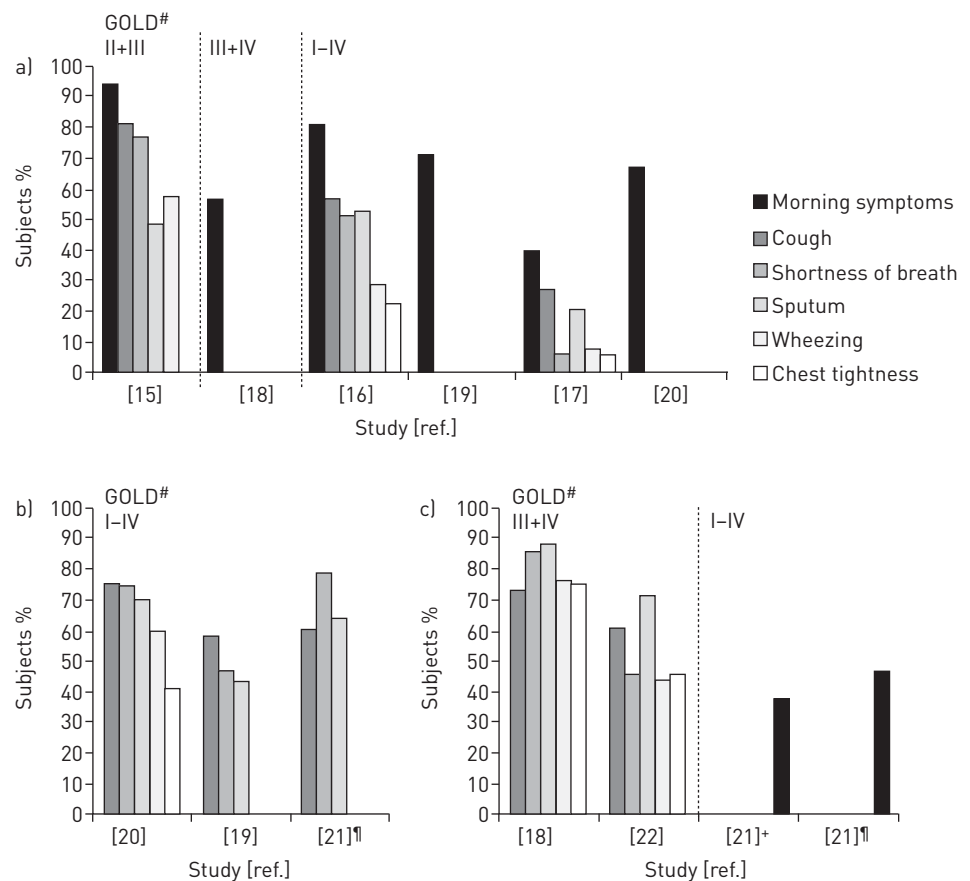 GOLD#
II+III III+IV I–IV
a) 100
90
80
70
60
50
40
30
20
10
0
Subjects %
[15] [18] [16] [19] [17] [20]
Study [ref.]
Morning symptoms
Cough
Shortness of breath
Sputum
Wheezing
Chest tightness
b) GOLD#
I–IV
100
90
80
70
60
50
40
30
20
10
0
Subjects %
[20] [19] [21]¶
Study [ref.]
c) GOLD#
III+IV I–IV
100
90
80
70
60
50
40
30
20
10
0
Subjects %
[18] [22] [21]+ [21]¶
Study [ref.]